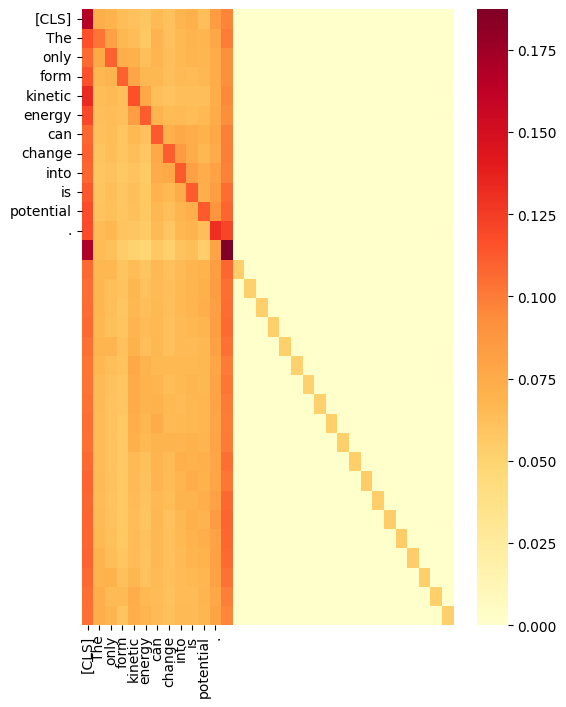 [CLS]
The
only
form
kinetic
energy
can
change
into
is
potential
.
0.175
0.150
0.125
0.100
0.075
0.050
0.025
0.000
[CLS]
The
only
form
kinetic
energy
can
change
into
is
potential
.